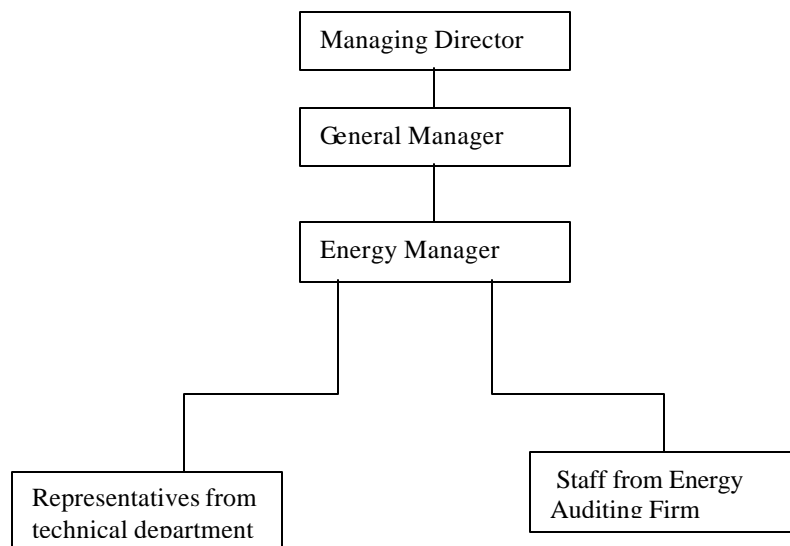 Managing Director
General Manager
Energy Manager
Representatives from
technical department
Staff from Energy
Auditing Firm